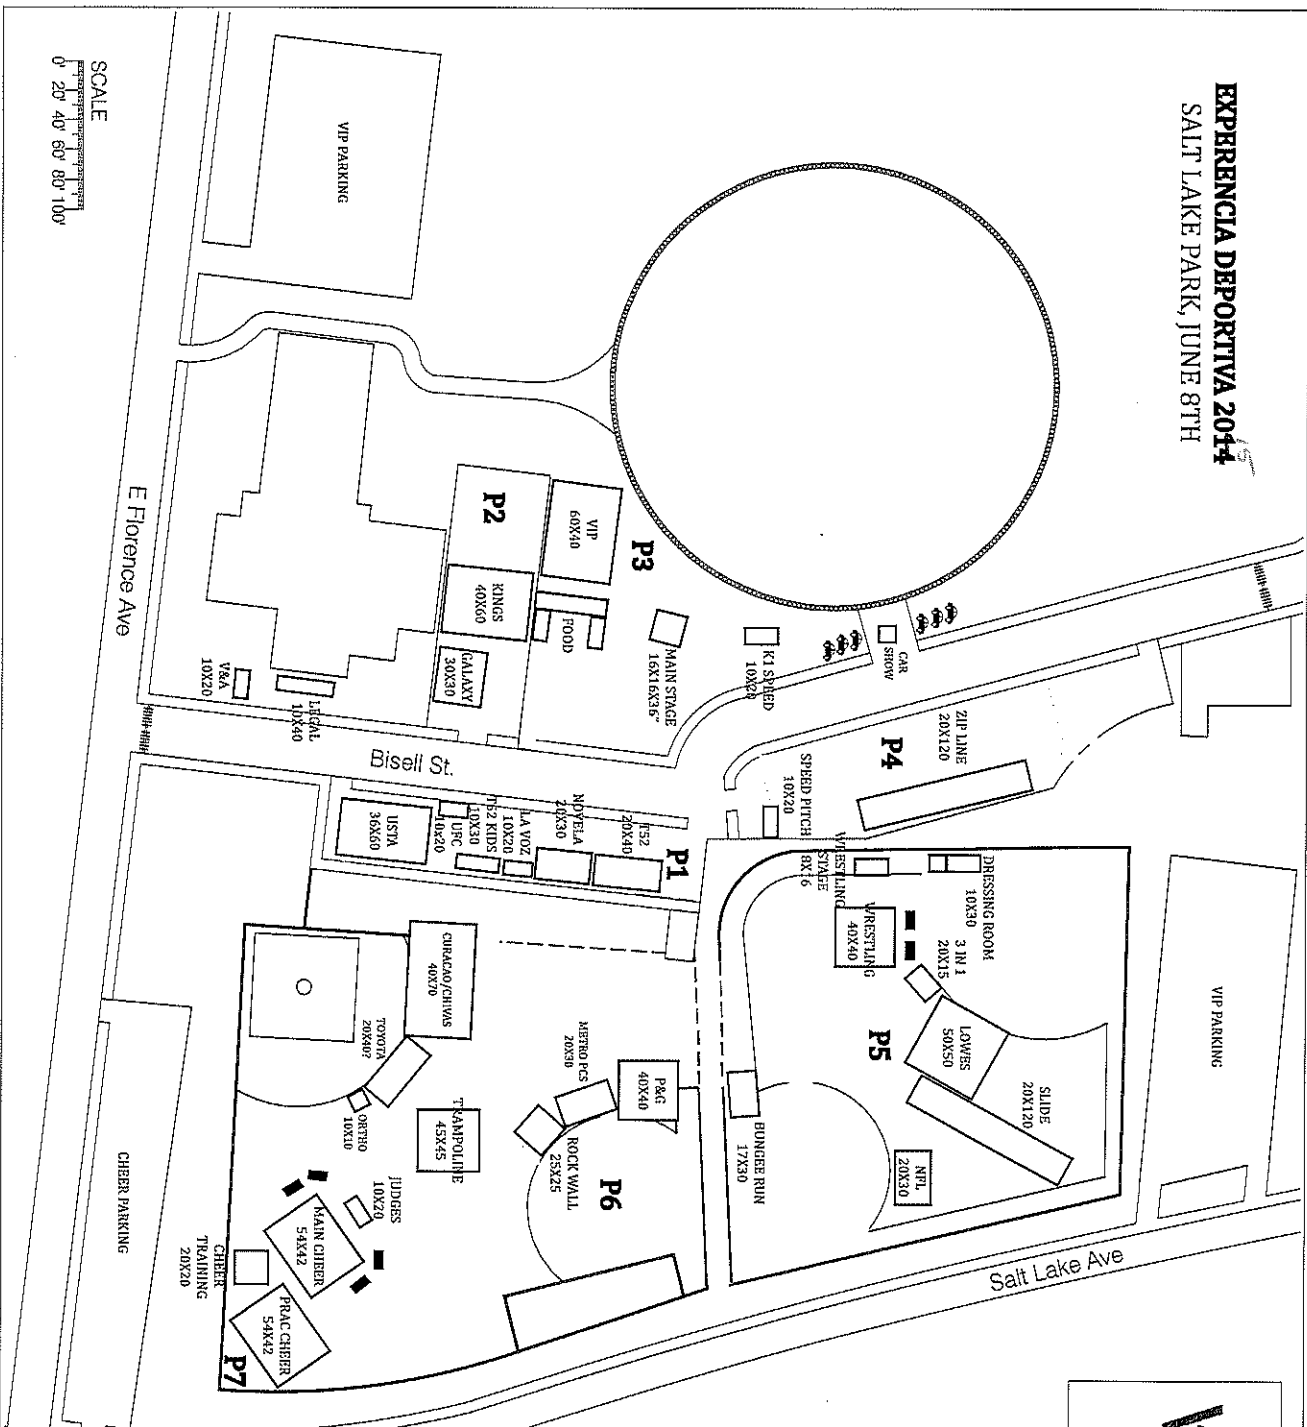 EXPERENCIA DEPORTIVA 2014
15
SALT LAKE PARK, JUNE 8TH
SCALE
0' 20' 40' 60' 80' 100'
VIP PARKING
E Florence Ave
P2
P3
VIP
60X40
KINGS
40X60
FOOD
GALAXY
30X30
MAIN STAGE
16X16X36"
K1 SPEED
10X20
CAR
SHOW
V&A
10X20
LEGAL
10X40
Bisell St.
ZIP LINE
20X120
P4
SPEED PITCH
10X20
USTA
36X60
UFC
10x20
T52 KIDS
10X30
LA VOZ
10X20
NOVELA
20X30
T52
20X40
P1
WRESTLING
STAGE
8X16
DRESSING ROOM
10X30
WRESTLING
40X40
3 IN 1
20X15
LOWES
50X50
P5
SLIDE
20X120
NFL
20X30
BUNGEE RUN
17X30
VIP PARKING
CURACAO/CHIVAS
40X70
TOYOTA
20X40?
ORTHO
10X10
METRO PCS
20X30
P&G
40X40
TRAMPOLINE
45X45
ROCK WALL
25X25
P6
JUDGES
10X20
MAIN CHEER
54X42
CHEER
TRAINING
20X20
PRAC CHEER
54X42
P7
CHEER PARKING
Salt Lake Ave